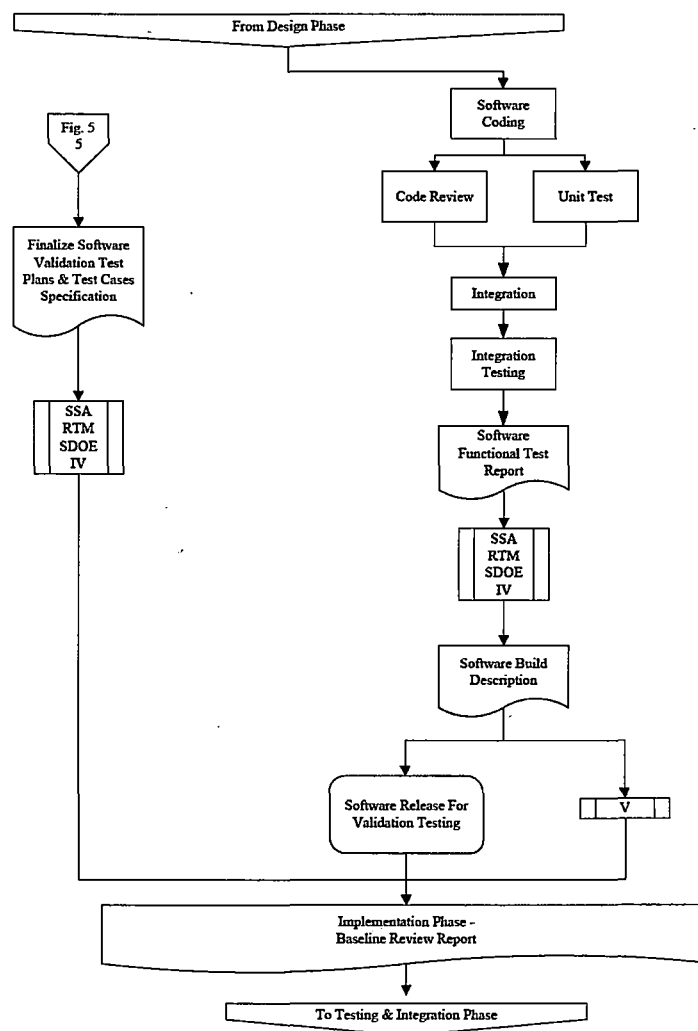 From Design Phase
Software
Coding
Fig. 5
5
Code Review
Unit Test
Finalize Software
Validation Test
Plans & Test Cases
Specification
Integration
Integration
Testing
SSA
RTM
SDOE
IV
Software
Functional Test
Report
SSA
RTM
SDOE
IV
Software Build
Description
Software Release For
Validation Testing
V
Implementation Phase -
Baseline Review Report
To Testing & Integration Phase